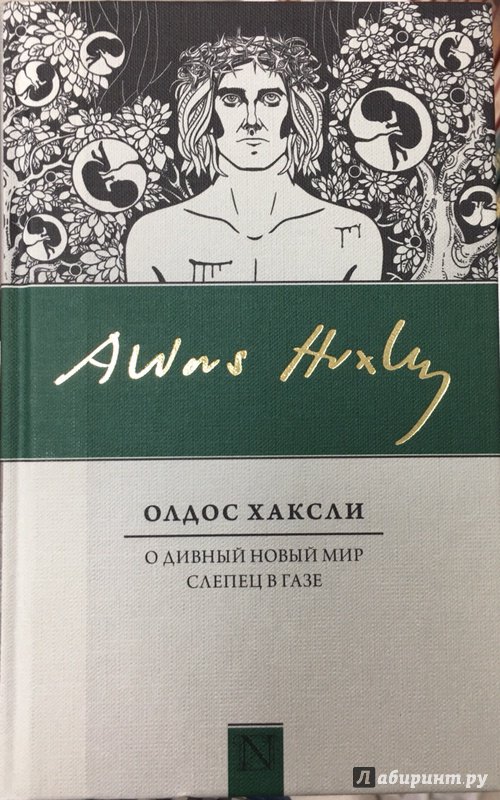 Aldous Huxley
ОЛДОС ХАКСЛИ
О ДИВНЫЙ НОВЫЙ МИР
СЛЕПЕЦ В ГАЗЕ
N
Лабиринт.ру